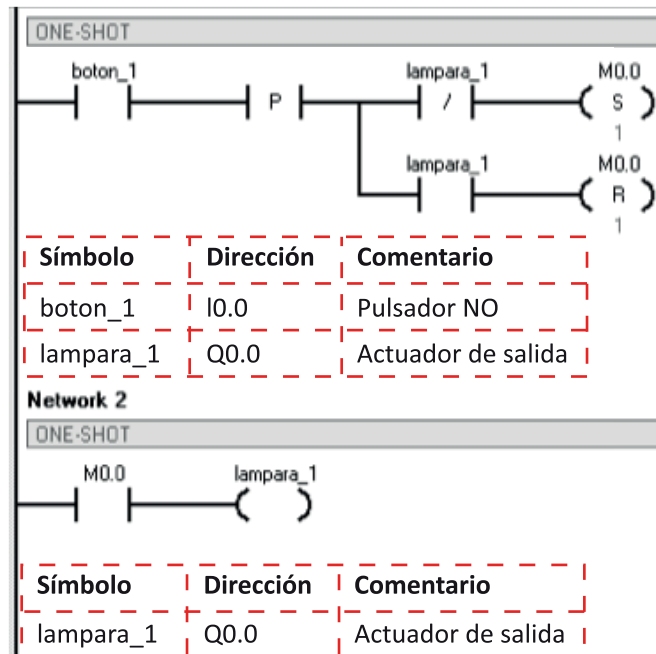 ONE-SHOT
boton_1 lampara_1 M0.0
P / S
1
lampara_1 M0.0
R
1
Símbolo Dirección Comentario
boton_1 I0.0 Pulsador NO
lampara_1 Q0.0 Actuador de salida
Network 2
ONE-SHOT
M0.0 lampara_1
Símbolo Dirección Comentario
lampara_1 Q0.0 Actuador de salida